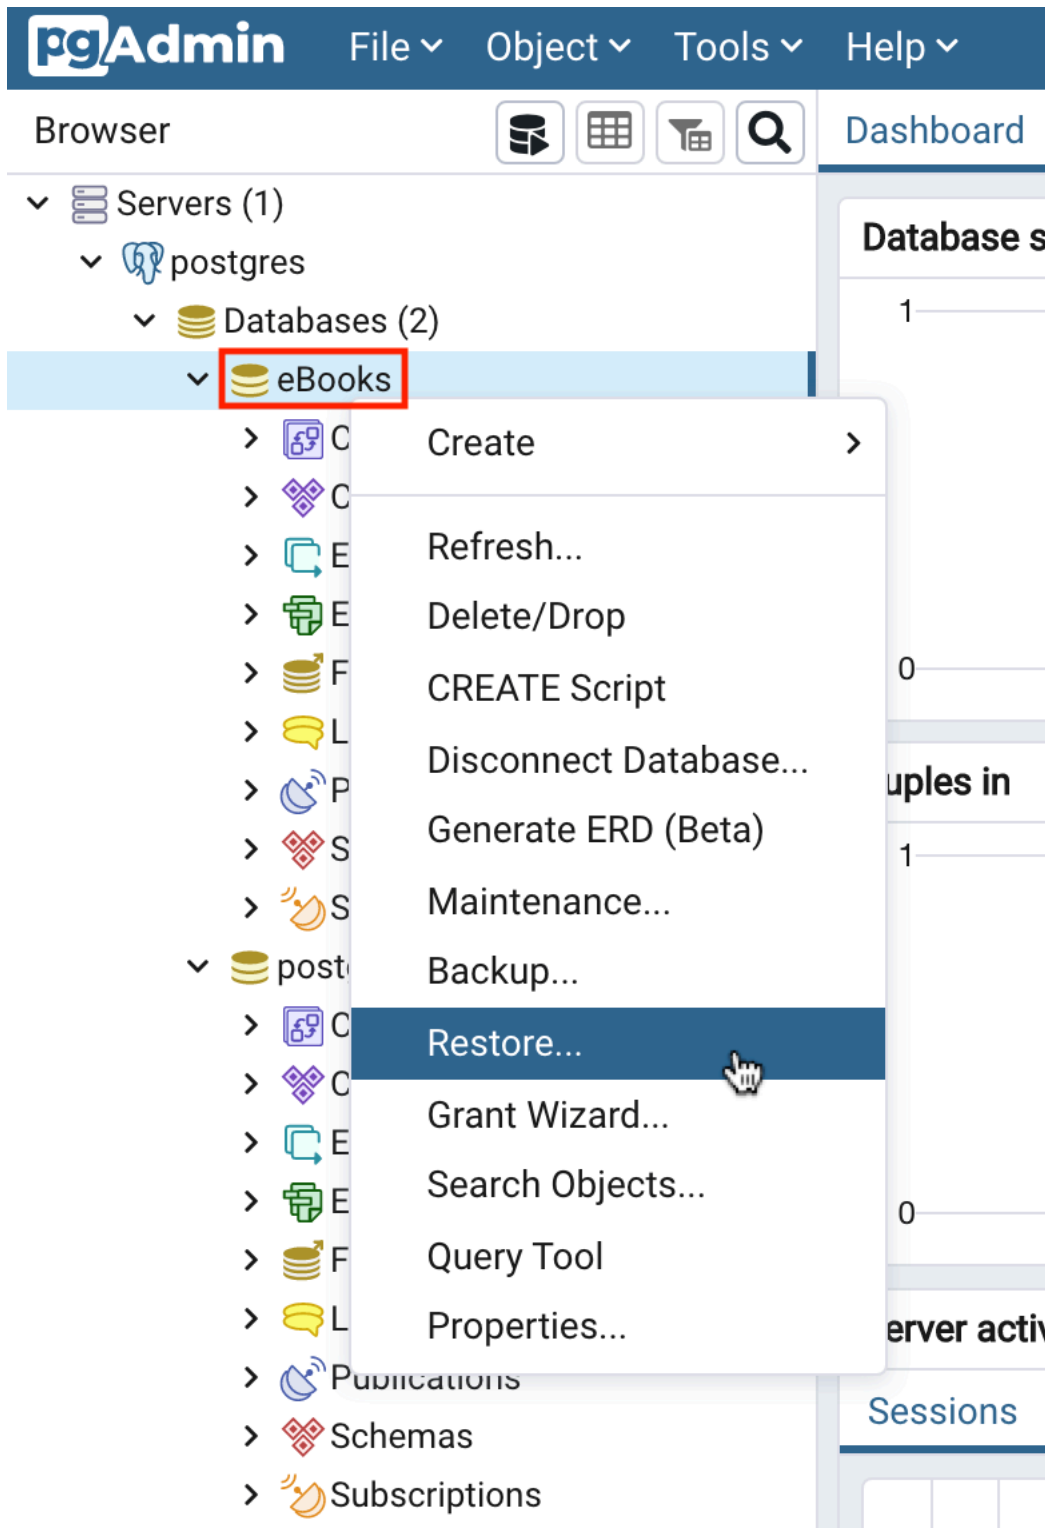 pgAdmin File Object Tools Help
Browser
Dashboard
Servers (1)
postgres
Databases (2)
eBooks
Database s
1
0
Create
Refresh...
Delete/Drop
CREATE Script
Disconnect Database...
Generate ERD (Beta)
Maintenance...
Backup...
Restore...
Grant Wizard...
Search Objects...
Query Tool
Properties...
C
C
E
E
F
L
P
S
S
post
C
C
E
E
F
L
Publications
Schemas
Subscriptions
uples in
1
0
erver activ
Sessions